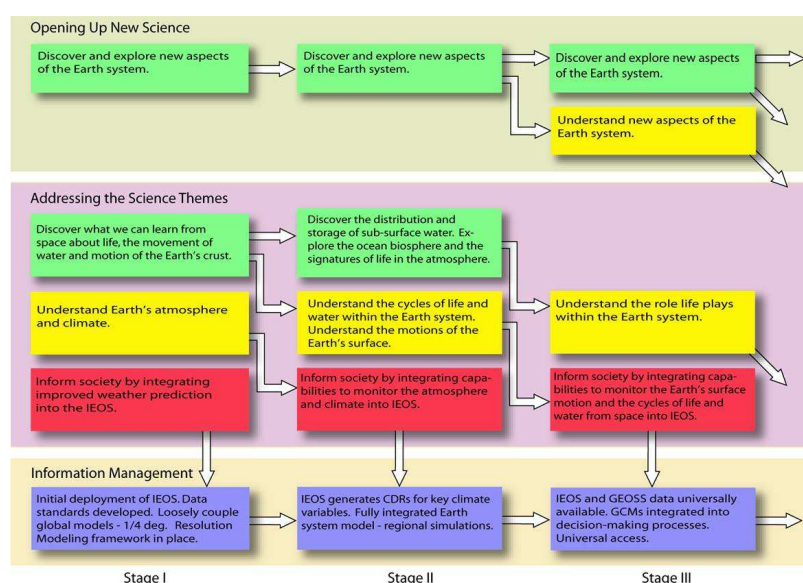 Opening Up New Science
Discover and explore new aspects
of the Earth system.
Discover and explore new aspects
of the Earth system.
Discover and explore new aspects
of the Earth system.
Understand new aspects of the
Earth system.
Addressing the Science Themes
Discover what we can learn from
space about life, the movement of
water and motion of the Earth's crust.
Discover the distribution and
storage of sub-surface water. Ex-
plore the ocean biosphere and the
signatures of life in the atmosphere.
Understand Earth's atmosphere
and climate.
Understand the cycles of life and
water within the Earth system.
Understand the motions of the
Earth's surface.
Understand the role life plays
within the Earth system.
Inform society by integrating
improved weather prediction
into the IEOS.
Inform society by integrating capa-
bilities to monitor the atmosphere
and climate into IEOS.
Inform society by integrating capa-
bilities to monitor the Earth's surface
motion and the cycles of life and
water from space into IEOS.
Information Management
Initial deployment of IEOS. Data
standards developed. Loosely couple
global models - 1/4 deg. Resolution
Modeling framework in place.
IEOS generates CDRs for key climate
variables. Fully integrated Earth
system model - regional simulations.
IEOS and GEOSS data universally
available. GCMs integrated into
decision-making processes.
Universal access.
Stage I
Stage II
Stage III